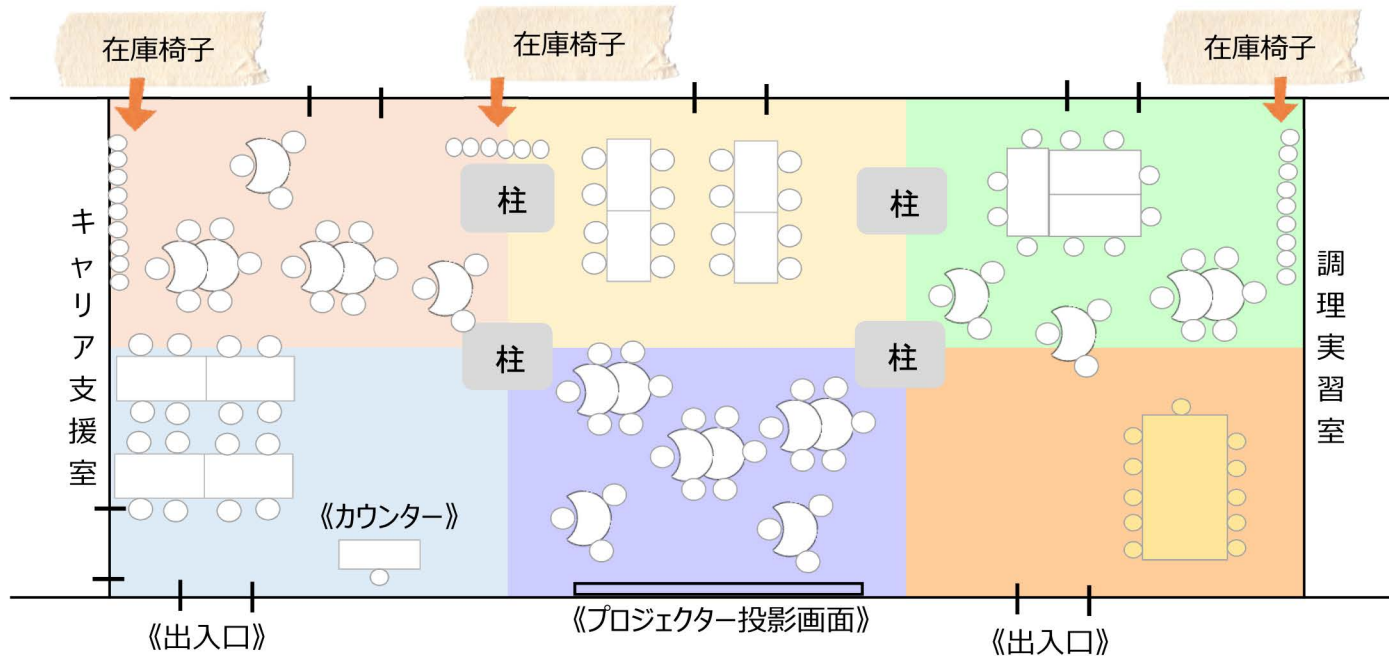 在庫椅子
在庫椅子
在庫椅子
柱
柱
キャリア支援室
調理実習室
柱
柱
《カウンター》
《プロジェクター投影画面》
《出入口》
《出入口》